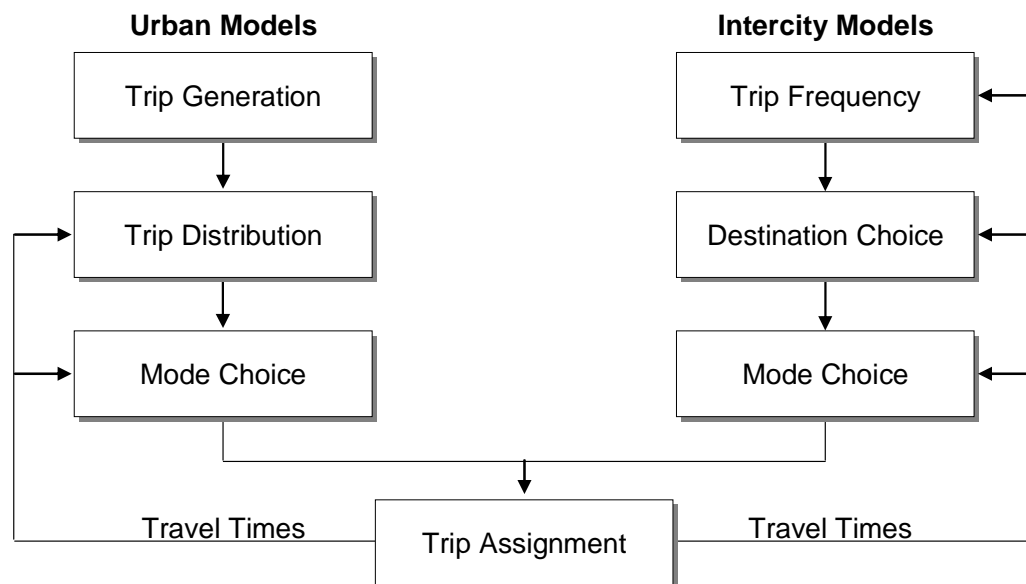 Urban Models
Intercity Models
Trip Generation
Trip Frequency
Trip Distribution
Destination Choice
Mode Choice
Mode Choice
Travel Times
Travel Times
Trip Assignment